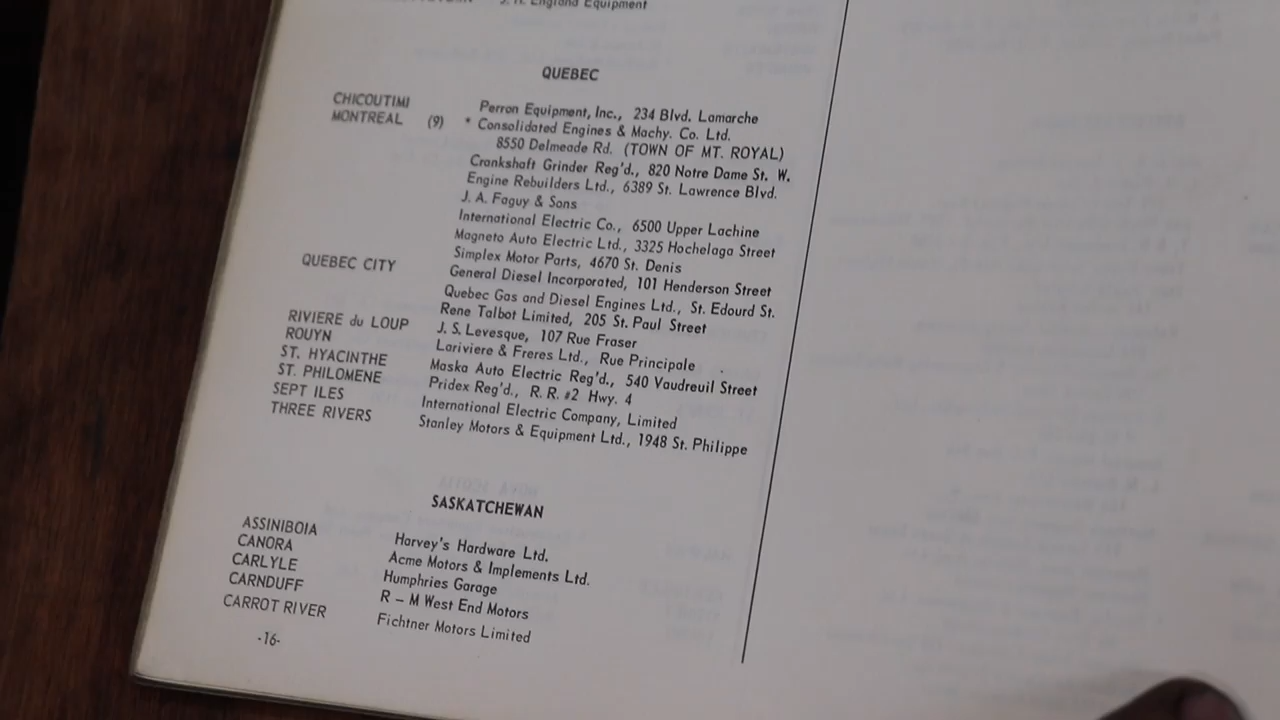 J. H. England Equipment
QUEBEC
CHICOUTIMI Perron Equipment, Inc., 234 Blvd. Lamarche
MONTREAL (9) * Consolidated Engines & Machy. Co. Ltd.
8550 Delmeade Rd. (TOWN OF MT. ROYAL)
Crankshaft Grinder Reg'd., 820 Notre Dame St. W.
Engine Rebuilders Ltd., 6389 St. Lawrence Blvd.
J. A. Faguy & Sons
International Electric Co., 6500 Upper Lachine
Magneto Auto Electric Ltd., 3325 Hochelaga Street
Simplex Motor Parts, 4670 St. Denis
QUEBEC CITY General Diesel Incorporated, 101 Henderson Street
Quebec Gas and Diesel Engines Ltd., St. Edourd St.
Rene Talbot Limited, 205 St. Paul Street
RIVIERE du LOUP J. S. Levesque, 107 Rue Fraser
ROUYN Lariviere & Freres Ltd., Rue Principale
ST. HYACINTHE Maska Auto Electric Reg'd., 540 Vaudreuil Street
ST. PHILOMENE Pridex Reg'd., R. R. #2 Hwy. 4
SEPT ILES International Electric Company, Limited
THREE RIVERS Stanley Motors & Equipment Ltd., 1948 St. Philippe
SASKATCHEWAN
ASSINIBOIA Harvey's Hardware Ltd.
CANORA Acme Motors & Implements Ltd.
CARLYLE Humphries Garage
CARNDUFF R – M West End Motors
CARROT RIVER Fichtner Motors Limited
-16-